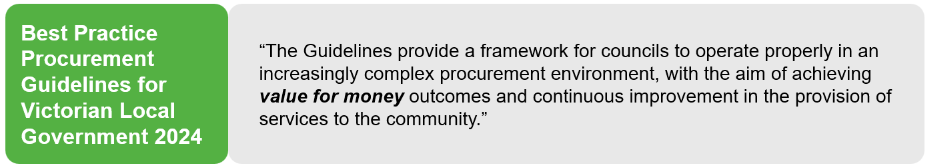 Best Practice
Procurement
Guidelines for
Victorian Local
Government 2024
“The Guidelines provide a framework for councils to operate properly in an
increasingly complex procurement environment, with the aim of achieving
value for money outcomes and continuous improvement in the provision of
services to the community.”